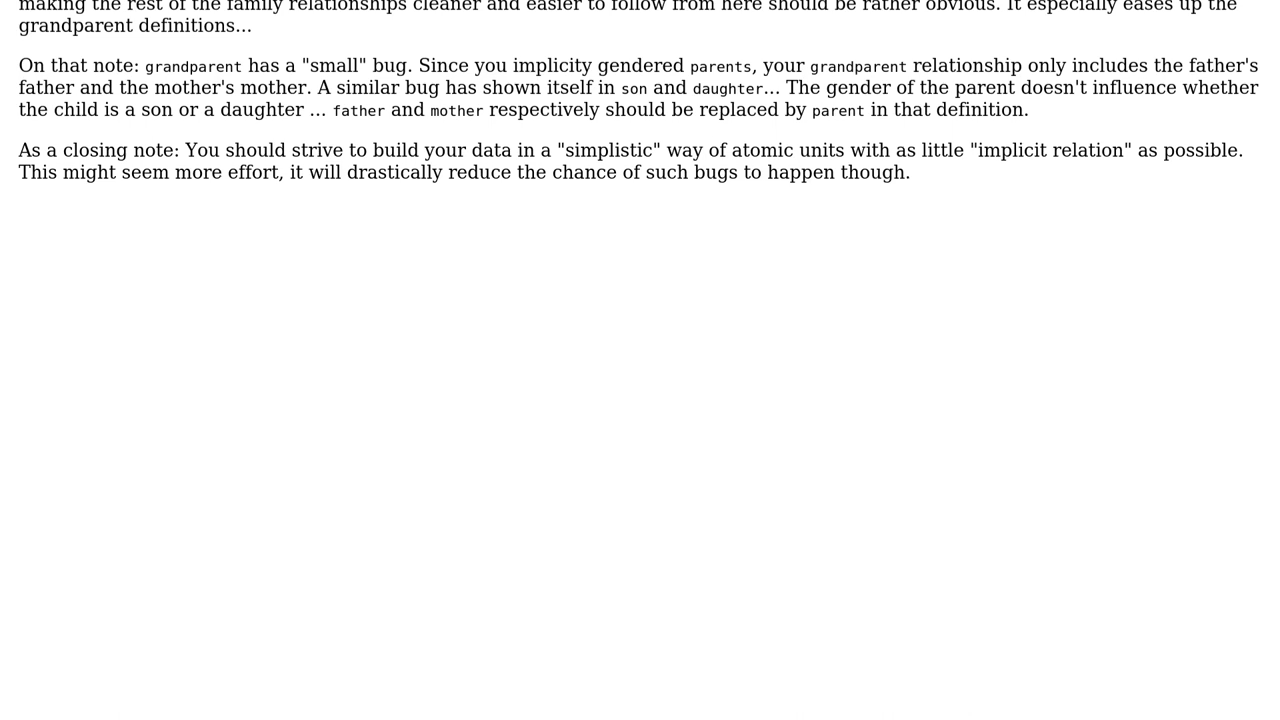 making the rest of the family relationships cleaner and easier to follow from here should be rather obvious. It especially eases up the
grandparent definitions...
On that note: grandparent has a "small" bug. Since you implicity gendered parents, your grandparent relationship only includes the father's
father and the mother's mother. A similar bug has shown itself in son and daughter... The gender of the parent doesn't influence whether
the child is a son or a daughter ... father and mother respectively should be replaced by parent in that definition.
As a closing note: You should strive to build your data in a "simplistic" way of atomic units with as little "implicit relation" as possible.
This might seem more effort, it will drastically reduce the chance of such bugs to happen though.